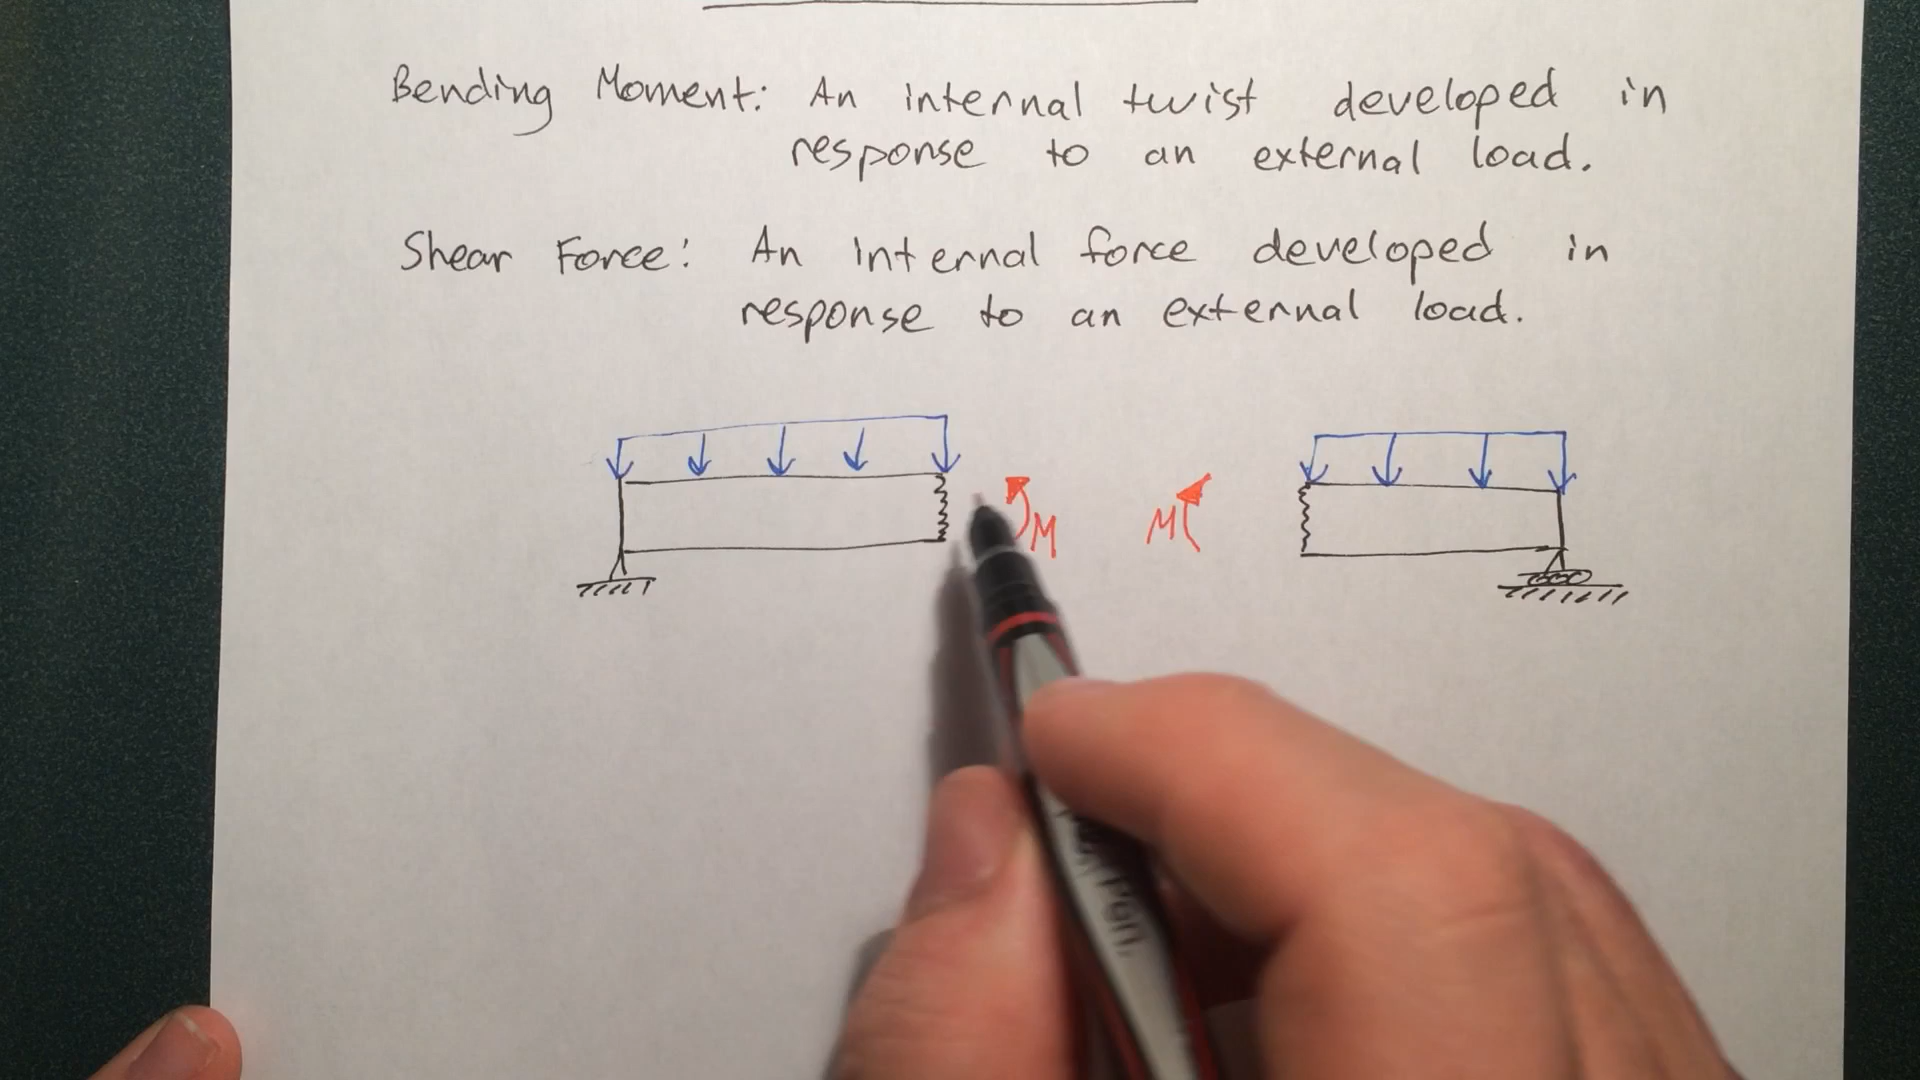 Bending Moment: An internal twist developed in
response to an external load.
Shear Force: An internal force developed in
response to an external load.
M M
Pen